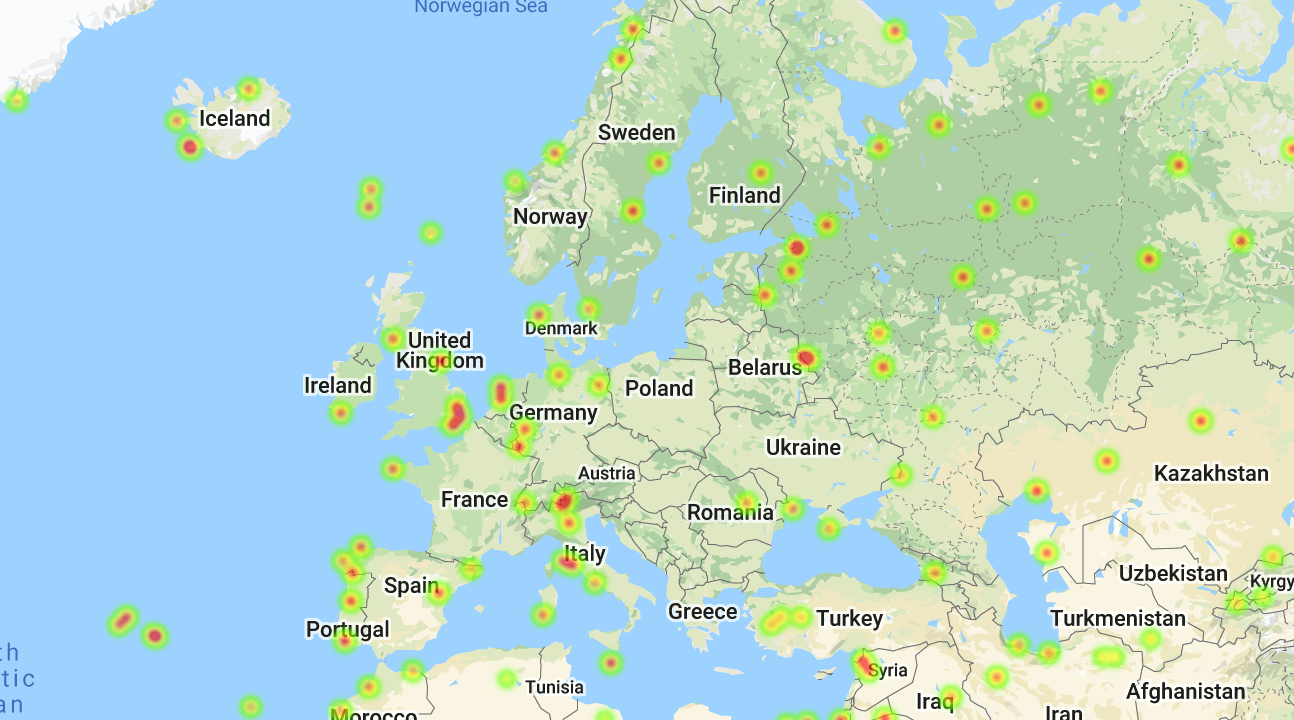 Norwegian Sea
Iceland
Sweden
Finland
Norway
Denmark
United
Kingdom
Ireland
Belarus
Poland
Germany
Ukraine
Austria
Kazakhstan
France
Romania
Italy
Uzbekistan
Kyrgy
Spain
Greece
Turkey
Turkmenistan
Portugal
th
tic
an
Syria
Tunisia
Afghanistan
Iraq
Iran
Morocco